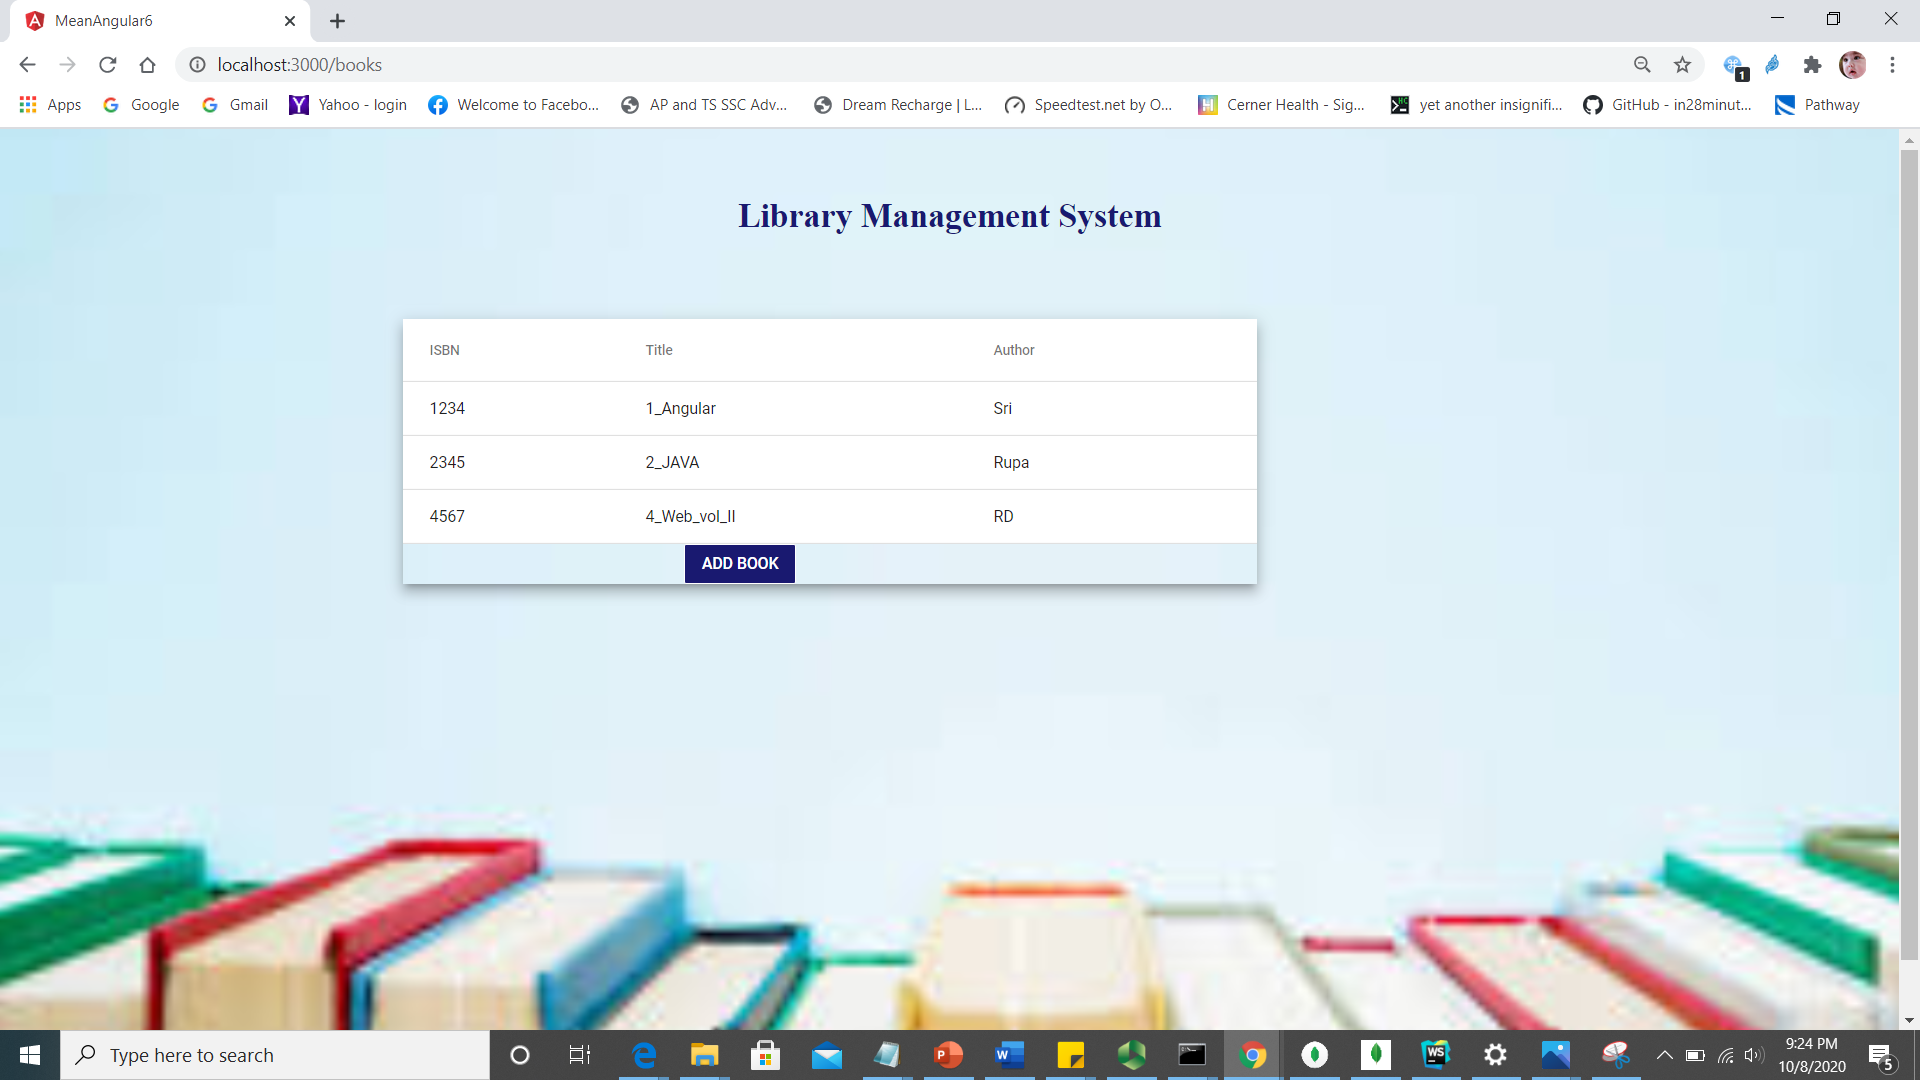 MeanAngular6
localhost:3000/books
1
Apps Google Gmail Yahoo - login Welcome to Facebo... AP and TS SSC Adv... Dream Recharge | L... Speedtest.net by O... Cerner Health - Sig... yet another insignifi... GitHub - in28minut... Pathway
Library Management System
ISBN Title Author
1234 1_Angular Sri
2345 2_JAVA Rupa
4567 4_Web_vol_II RD
ADD BOOK
Type here to search
9:24 PM
10/8/2020
5